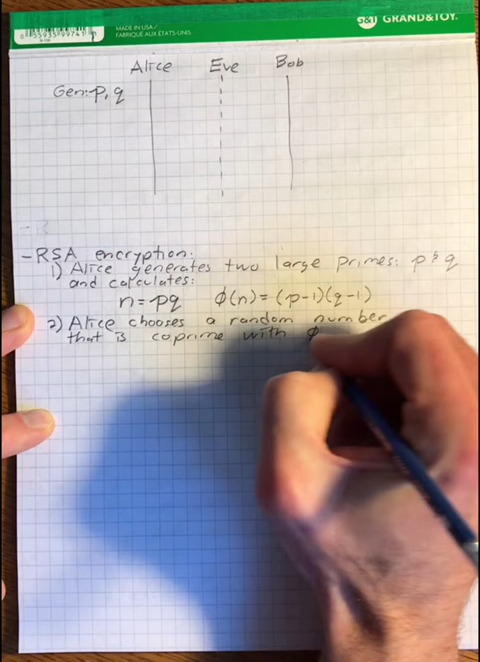 MADE IN USA/
FABRIQUÉ AUX ÉTATS-UNIS
G&T GRAND&TOY.
Alice Eve Bob
Gen: p, q
-RSA encryption:
1) Alice generates two large primes: p & q
and calculates:
n = pq φ(n) = (p-1)(q-1)
2) Alice chooses a random number
that is coprime with φ